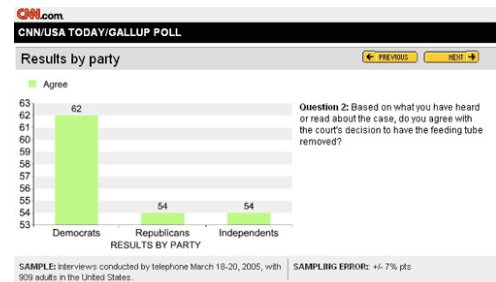 CNN.com
CNN/USA TODAY/GALLUP POLL
Results by party
PREVIOUS
NEXT
Agree
63
62
61
60
59
58
57
56
55
54
53
62
54
54
Democrats Republicans Independents
RESULTS BY PARTY
Question 2: Based on what you have heard
or read about the case, do you agree with
the court's decision to have the feeding tube
removed?
SAMPLE: Interviews conducted by telephone March 18-20, 2005, with
909 adults in the United States.
SAMPLING ERROR: +/- 7% pts